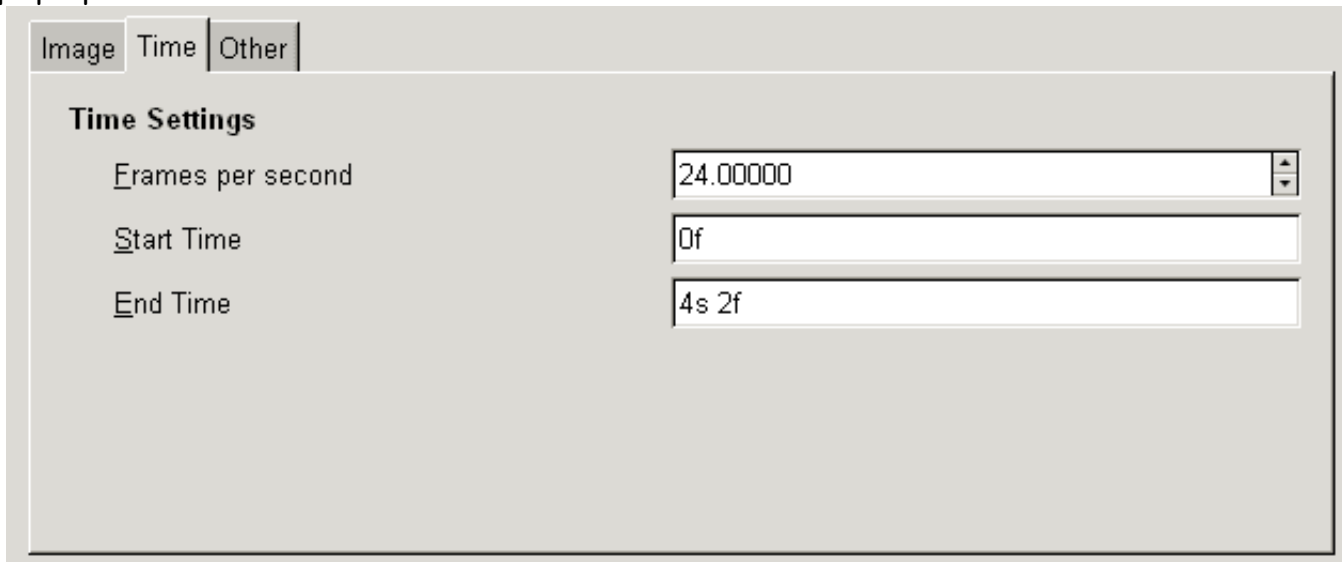 Image Time Other
Time Settings
Frames per second 24.00000
Start Time 0f
End Time 4s 2f